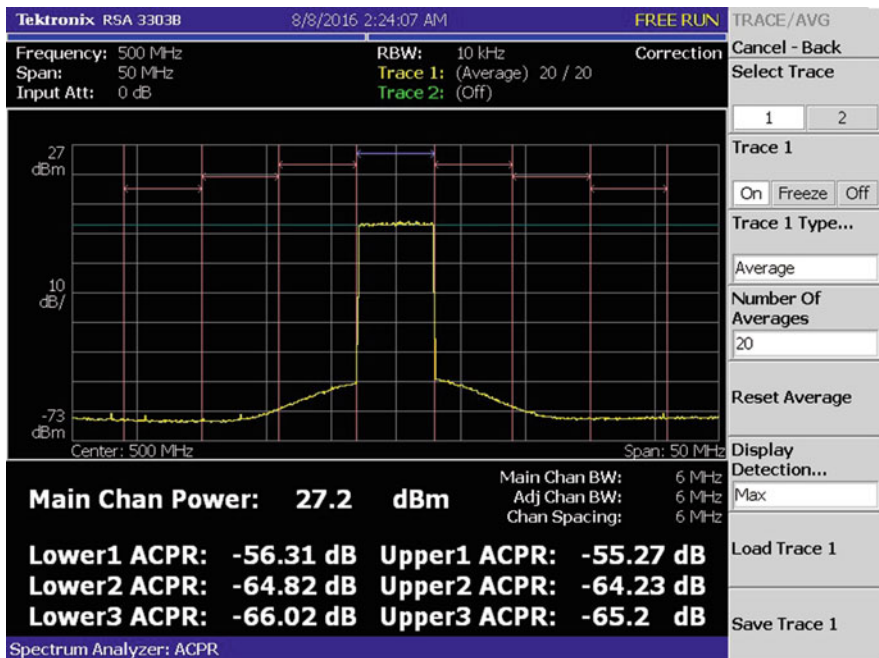 Tektronix RSA 3303B 8/8/2016 2:24:07 AM FREE RUN
Frequency: 500 MHz RBW: 10 kHz Correction
Span: 50 MHz Trace 1: (Average) 20 / 20
Input Att: 0 dB Trace 2: (Off)
27
dBm
10
dB/
-73
dBm
Center: 500 MHz Span: 50 MHz
Main Chan BW: 6 MHz
Main Chan Power: 27.2 dBm Adj Chan BW: 6 MHz
Chan Spacing: 6 MHz
Lower1 ACPR: -56.31 dB Upper1 ACPR: -55.27 dB
Lower2 ACPR: -64.82 dB Upper2 ACPR: -64.23 dB
Lower3 ACPR: -66.02 dB Upper3 ACPR: -65.2 dB
Spectrum Analyzer: ACPR
TRACE/AVG
Cancel - Back
Select Trace
1 2
Trace 1
On Freeze Off
Trace 1 Type...
Average
Number Of
Averages
20
Reset Average
Display
Detection...
Max
Load Trace 1
Save Trace 1